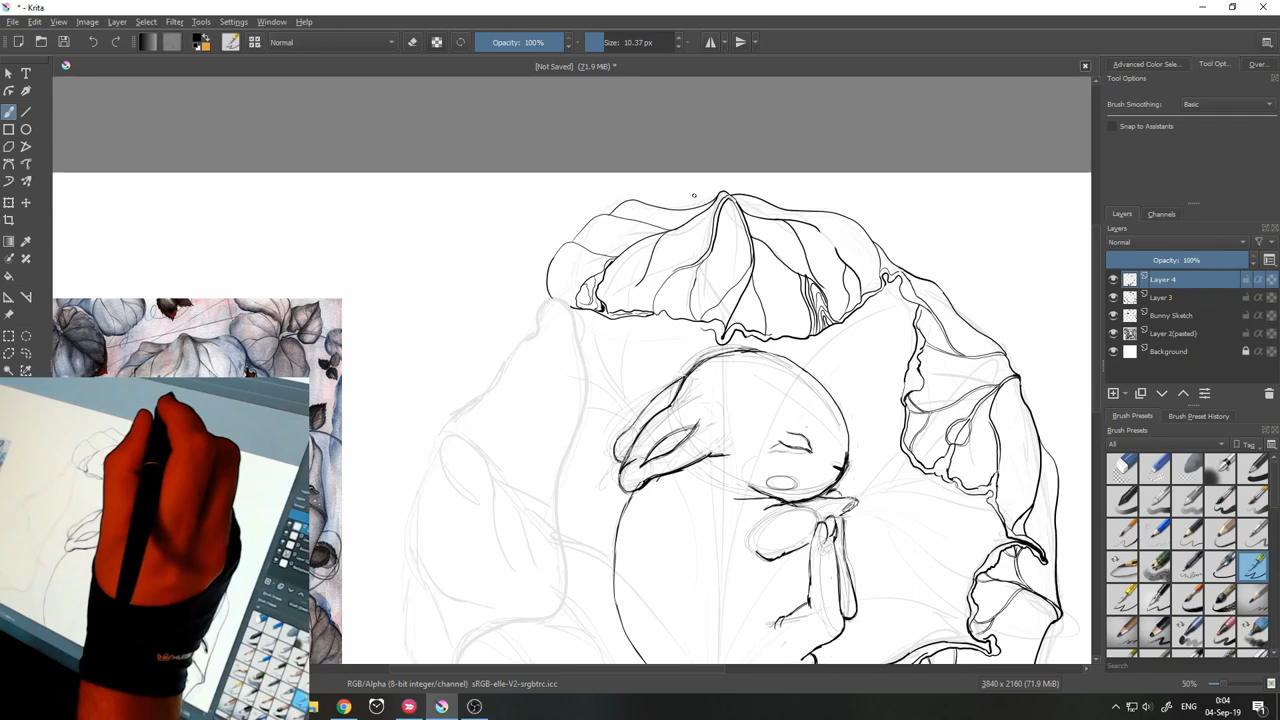 * - Krita
File Edit View Image Layer Select Filter Tools Settings Window Help
Normal Opacity: 100% Size: 10.37 px
[Not Saved] (71.9 MiB) *
Advanced Color Sele... Tool Opt... Over...
Tool Options
Brush Smoothing: Basic
Snap to Assistants
Layers Channels
Layers
Normal
Opacity: 100%
Layer 4
Layer 3
Bunny Sketch
Layer 2(pasted)
Background
Brush Presets Brush Preset History
Brush Presets
All Tag
Search
RGB/Alpha (8-bit integer/channel) sRGB-elle-V2-srgbtrc.icc 3840 x 2160 (71.9 MiB) 50%
0:04
04-Sep-19